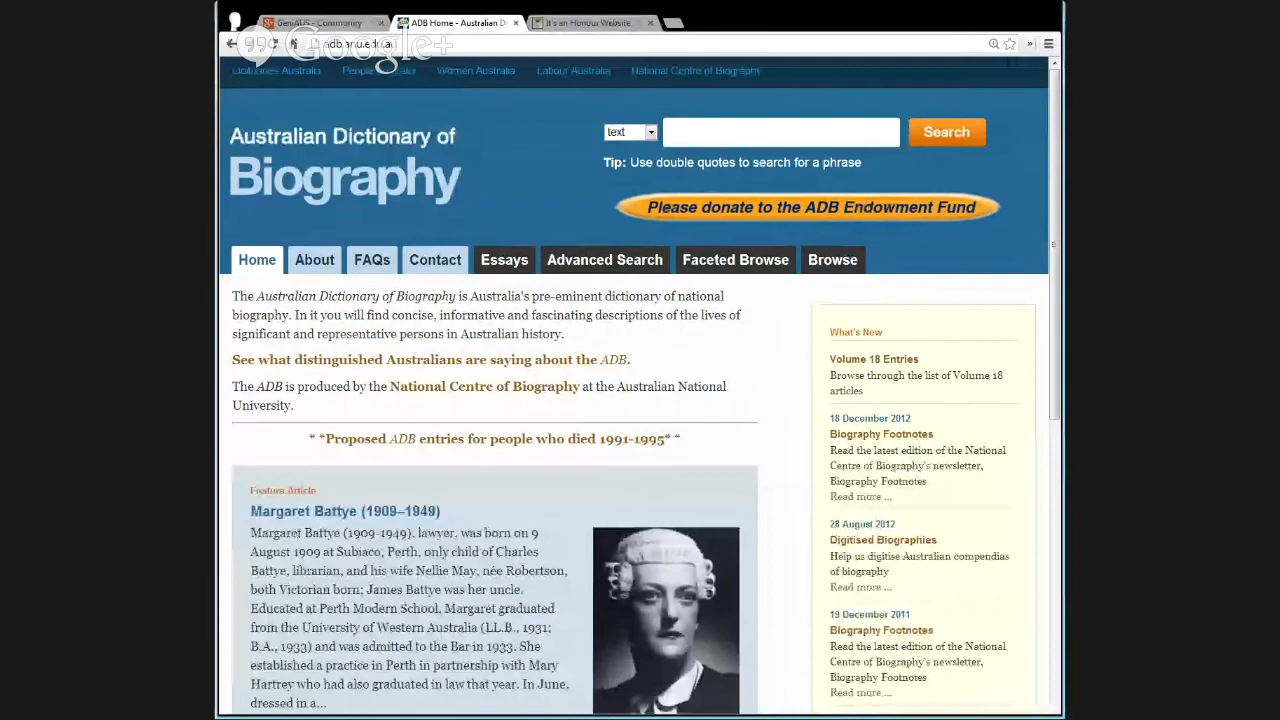 GeniAUS - Community
ADB Home - Australian D
It's an Honour Website
Google+
adb.anu.edu.au
Obituaries Australia People Australia Women Australia Labour Australia National Centre of Biography
Australian Dictionary of
Biography
text
Search
Tip: Use double quotes to search for a phrase
Please donate to the ADB Endowment Fund
Home About FAQs Contact Essays Advanced Search Faceted Browse Browse
The Australian Dictionary of Biography is Australia's pre-eminent dictionary of national
biography. In it you will find concise, informative and fascinating descriptions of the lives of
significant and representative persons in Australian history.
See what distinguished Australians are saying about the ADB.
The ADB is produced by the National Centre of Biography at the Australian National
University.
* *Proposed ADB entries for people who died 1991-1995* *
Feature Article
Margaret Battye (1909–1949)
Margaret Battye (1909-1949), lawyer, was born on 9
August 1909 at Subiaco, Perth, only child of Charles
Battye, librarian, and his wife Nellie May, née Robertson,
both Victorian born; James Battye was her uncle.
Educated at Perth Modern School, Margaret graduated
from the University of Western Australia (LL.B., 1931;
B.A., 1933) and was admitted to the Bar in 1933. She
established a practice in Perth in partnership with Mary
Hartrey who had also graduated in law that year. In June,
dressed in a...
What's New
Volume 18 Entries
Browse through the list of Volume 18
articles
18 December 2012
Biography Footnotes
Read the latest edition of the National
Centre of Biography's newsletter,
Biography Footnotes
Read more ...
28 August 2012
Digitised Biographies
Help us digitise Australian compendias
of biography
Read more ...
19 December 2011
Biography Footnotes
Read the latest edition of the National
Centre of Biography's newsletter,
Biography Footnotes
Read more ...